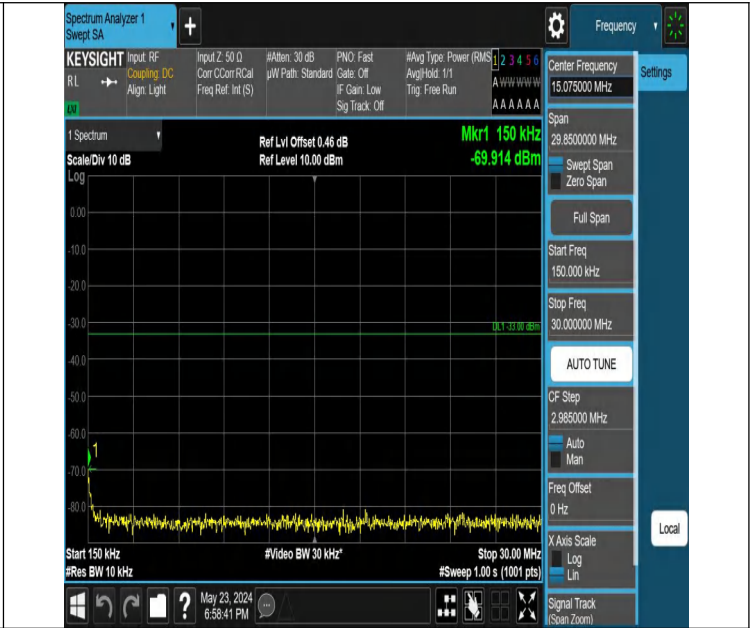 Spectrum Analyzer 1
Swept SA
+
Frequency
KEYSIGHT
RL
LXI
Input: RF
Coupling: DC
Align: Light
Input Z: 50 Ω
Corr CCorr RCal
Freq Ref: Int (S)
#Atten: 30 dB
µW Path: Standard
PNO: Fast
Gate: Off
IF Gain: Low
Sig Track: Off
#Avg Type: Power (RMS
Avg|Hold: 1/1
Trig: Free Run
1 2 3 4 5 6
A W W W W W
A A A A A A
1 Spectrum
Scale/Div 10 dB
Log
Ref Lvl Offset 0.46 dB
Ref Level 10.00 dBm
Mkr1 150 kHz
-69.914 dBm
0.00
-10.0
-20.0
-30.0
-40.0
-50.0
-60.0
-70.0
-80.0
DL1 -33.00 dBm
1
Start 150 kHz
#Res BW 10 kHz
#Video BW 30 kHz*
Stop 30.00 MHz
#Sweep 1.00 s (1001 pts)
?
May 23, 2024
6:58:41 PM
Center Frequency
15.075000 MHz
Settings
Span
29.8500000 MHz
Swept Span
Zero Span
Full Span
Start Freq
150.000 kHz
Stop Freq
30.000000 MHz
AUTO TUNE
CF Step
2.985000 MHz
Auto
Man
Freq Offset
0 Hz
X Axis Scale
Log
Lin
Local
Signal Track
(Span Zoom)